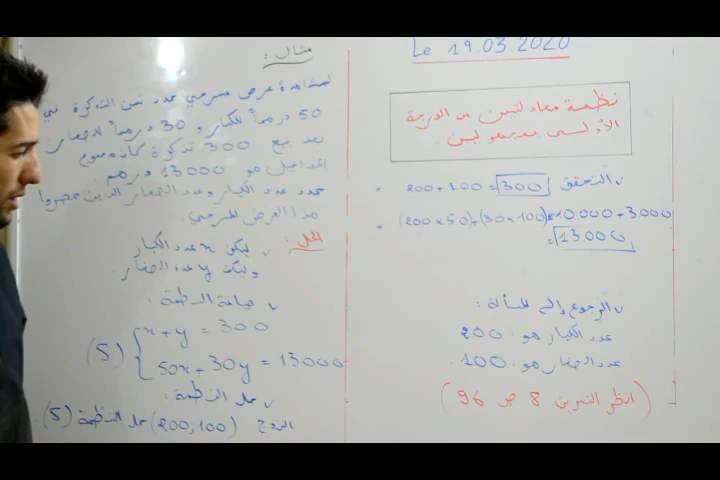 Le 19.03.2020
نظمة معادلتين من الدرجة
الأولى بمجهولين
مثال :
لمشاهدة عرض مسرحي حدد ثمن التذكرة في
50 درهماً للكبار و 30 درهماً للصغار
بعد بيع 300 تذكرة كان مجموع
المداخيل هو 13000 درهم
حدد عدد الكبار وعدد الصغار الذين حضروا
هذا العرض المسرحي.
الحل :
ليكن x عدد الكبار
وليكن y عدد الصغار.
صياغة النظمة :
(S) { x + y = 300
50x + 30y = 13000
حل النظمة :
الزوج (200;100) حل النظمة (S).
التحقق 200 + 100 = 300
(200 x 50) + (30 x 100) = 10 000 + 3000
= 13000
الرجوع إلى المسألة :
عدد الكبار هو : 200
عدد الصغار هو : 100
(انظر التمرين 8 ص 96)